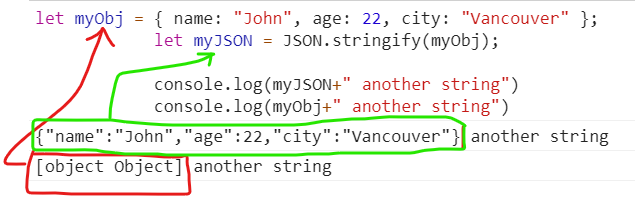 let myObj = { name: "John", age: 22, city: "Vancouver" };
let myJSON = JSON.stringify(myObj);
console.log(myJSON+" another string")
console.log(myObj+" another string")
{"name":"John","age":22,"city":"Vancouver"} another string
[object Object] another string